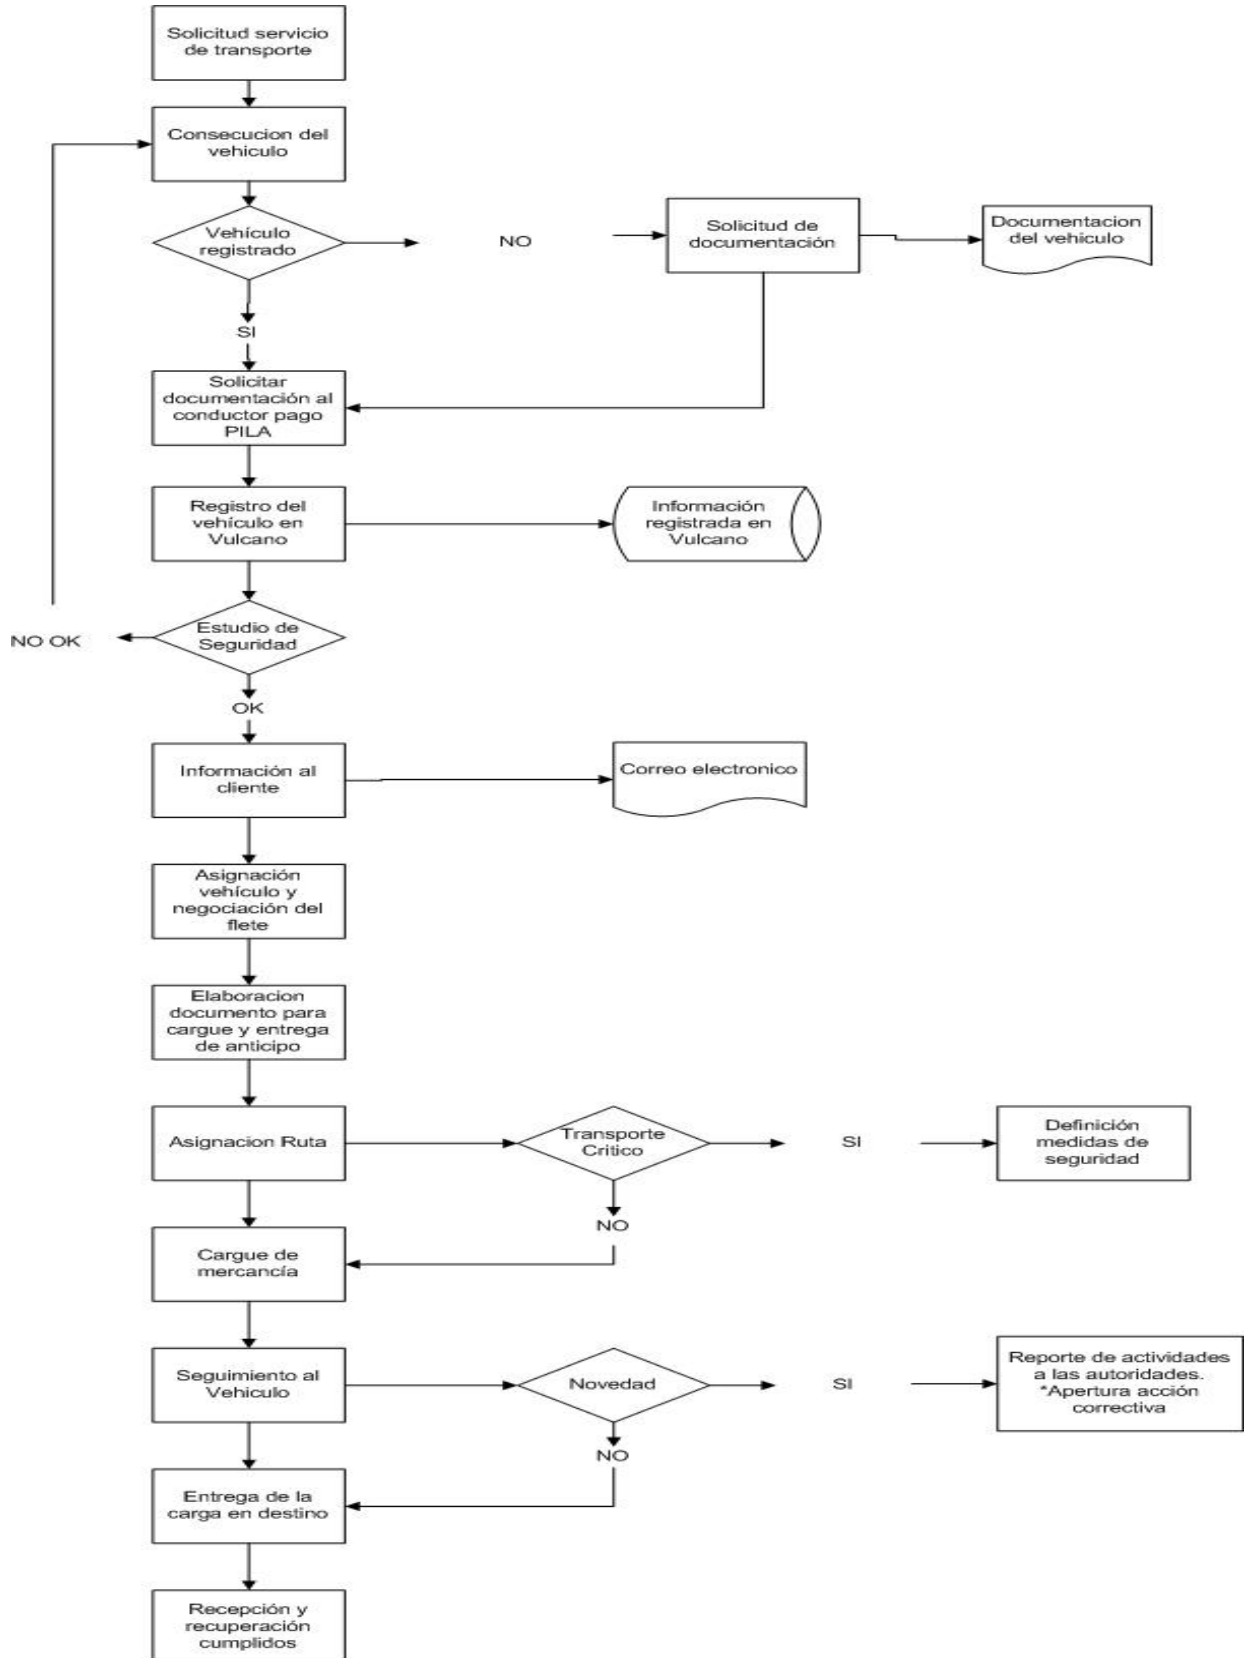 Solicitud servicio
de transporte
Consecucion del
vehiculo
Vehículo
registrado
NO
Solicitud de
documentación
Documentacion
del vehiculo
SI
Solicitar
documentación al
conductor pago
PILA
Registro del
vehículo en
Vulcano
Información
registrada en
Vulcano
Estudio de
Seguridad
NO OK
OK
Información al
cliente
Correo electronico
Asignación
vehículo y
negociación del
flete
Elaboracion
documento para
cargue y entrega
de anticipo
Asignacion Ruta
Transporte
Critico
SI
Definición
medidas de
seguridad
NO
Cargue de
mercancía
Seguimiento al
Vehiculo
Novedad
SI
Reporte de actividades
a las autoridades.
*Apertura acción
correctiva
NO
Entrega de la
carga en destino
Recepción y
recuperación
cumplidos